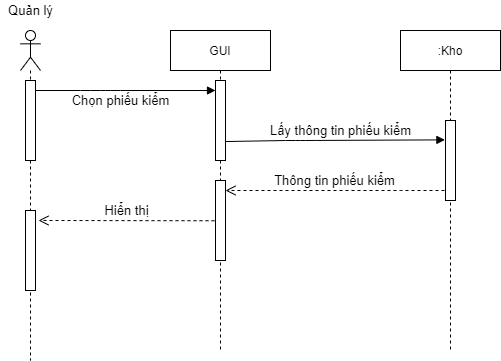 Quản lý
GUI
:Kho
Chọn phiếu kiểm
Lấy thông tin phiếu kiểm
Thông tin phiếu kiểm
Hiển thị